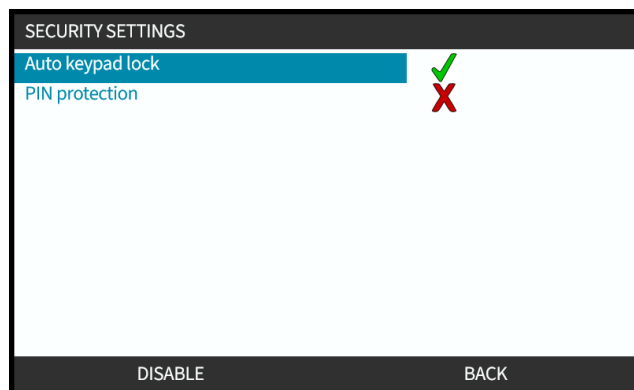 SECURITY SETTINGS
Auto keypad lock
PIN protection
DISABLE BACK